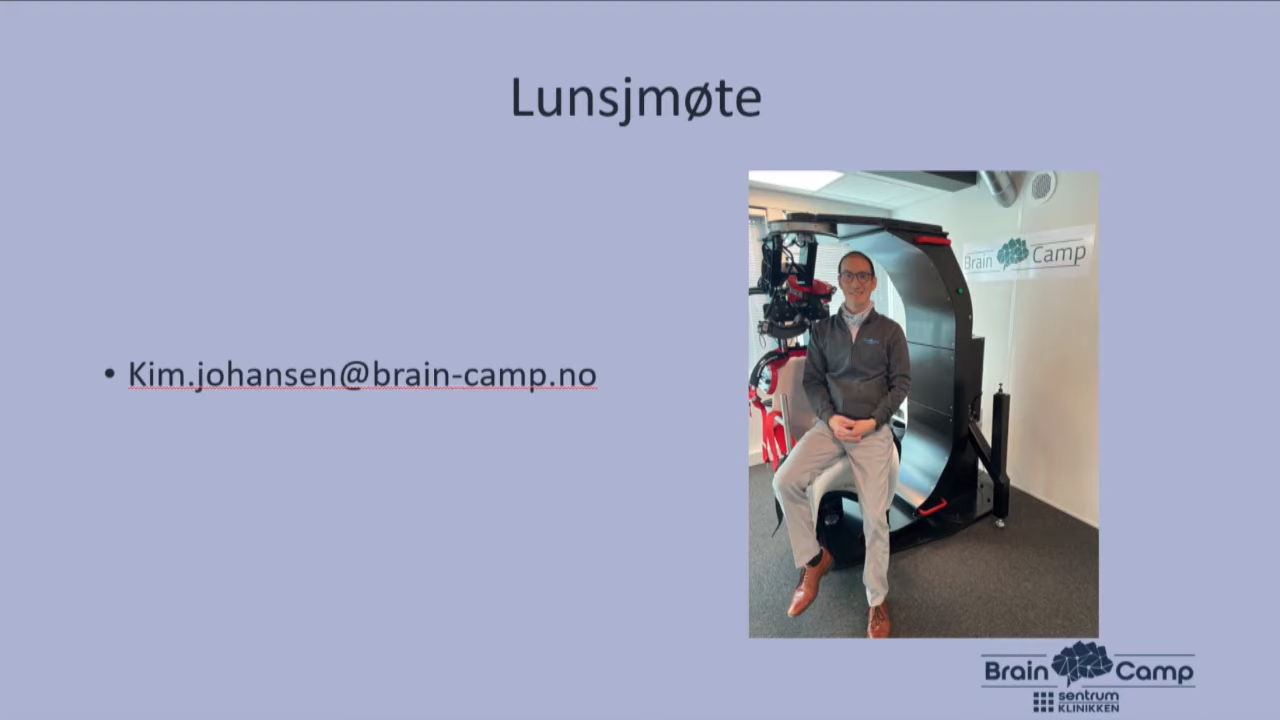 Lunsjmøte
• Kim.johansen@brain-camp.no
Brain Camp
Brain Camp
sentrum
KLINIKKEN